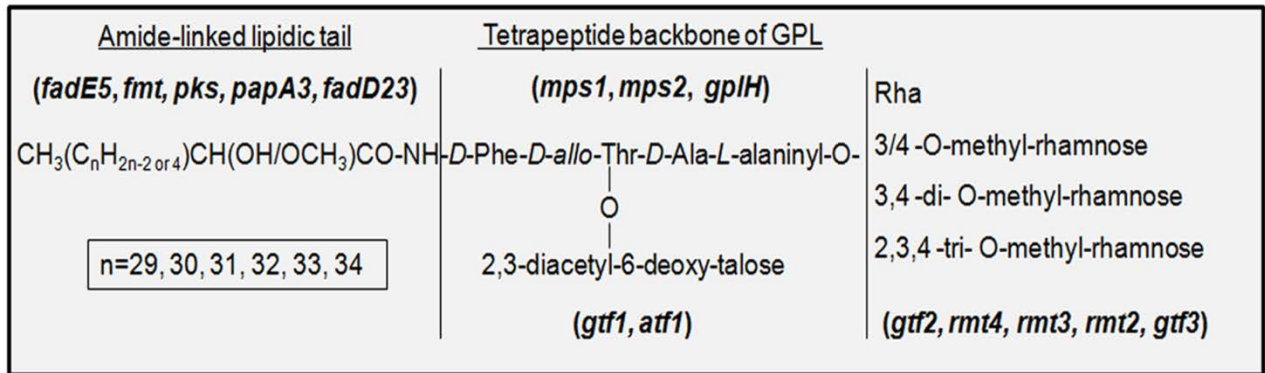 Amide-linked lipidic tail
(fadE5, fmt, pks, papA3, fadD23)
CH3(CnH2n-2 or 4)CH(OH/OCH3)CO-NH-D-Phe-D-allo-Thr-D-Ala-L-alaninyl-O-
n=29, 30, 31, 32, 33, 34
Tetrapeptide backbone of GPL
(mps1, mps2, gplH)
O
2,3-diacetyl-6-deoxy-talose
(gtf1, atf1)
Rha
3/4 -O-methyl-rhamnose
3,4 -di- O-methyl-rhamnose
2,3,4 -tri- O-methyl-rhamnose
(gtf2, rmt4, rmt3, rmt2, gtf3)